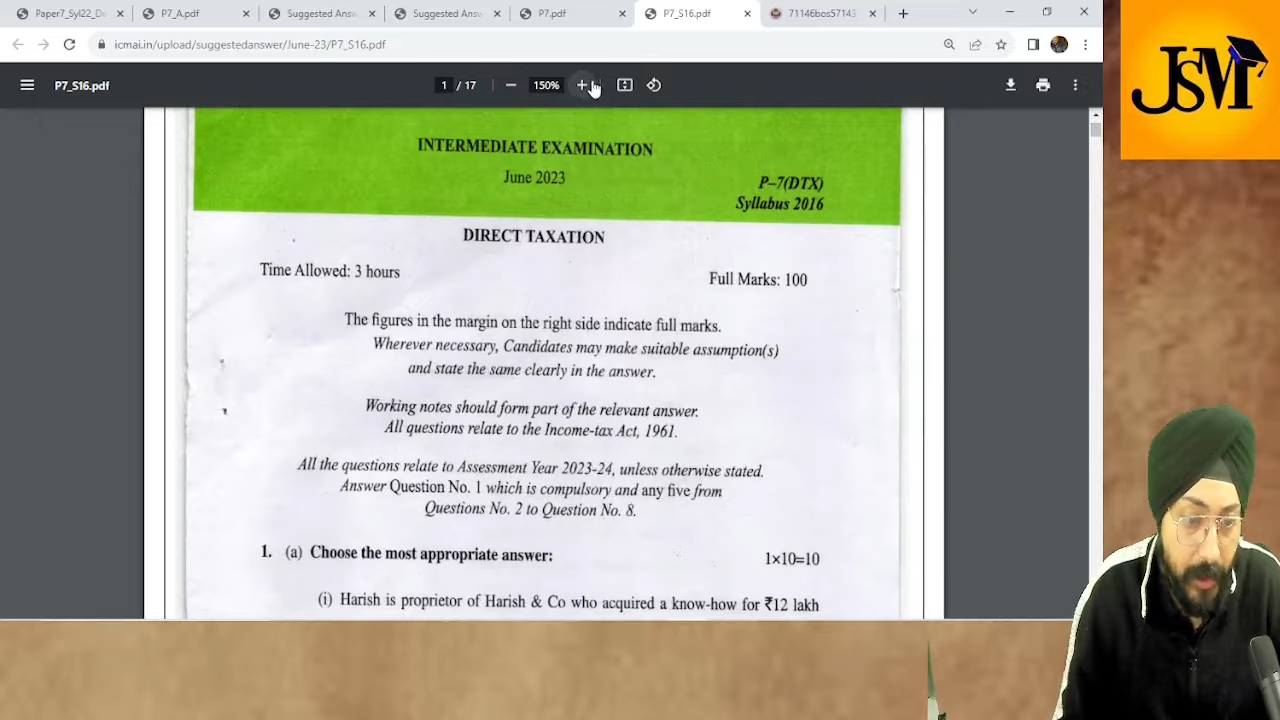 Paper7_Syl22_De
P7_A.pdf
Suggested Ansv
Suggested Ansv
P7.pdf
P7_S16.pdf
71146bos57143
icmai.in/upload/suggestedanswer/June-23/P7_S16.pdf
P7_S16.pdf
1 / 17
150%
JSM
INTERMEDIATE EXAMINATION
June 2023
P–7(DTX)
Syllabus 2016
DIRECT TAXATION
Time Allowed: 3 hours
Full Marks: 100
The figures in the margin on the right side indicate full marks.
Wherever necessary, Candidates may make suitable assumption(s)
and state the same clearly in the answer.
Working notes should form part of the relevant answer.
All questions relate to the Income-tax Act, 1961.
All the questions relate to Assessment Year 2023-24, unless otherwise stated.
Answer Question No. 1 which is compulsory and any five from
Questions No. 2 to Question No. 8.
1. (a) Choose the most appropriate answer: 1×10=10
(i) Harish is proprietor of Harish & Co who acquired a know-how for ₹12 lakh